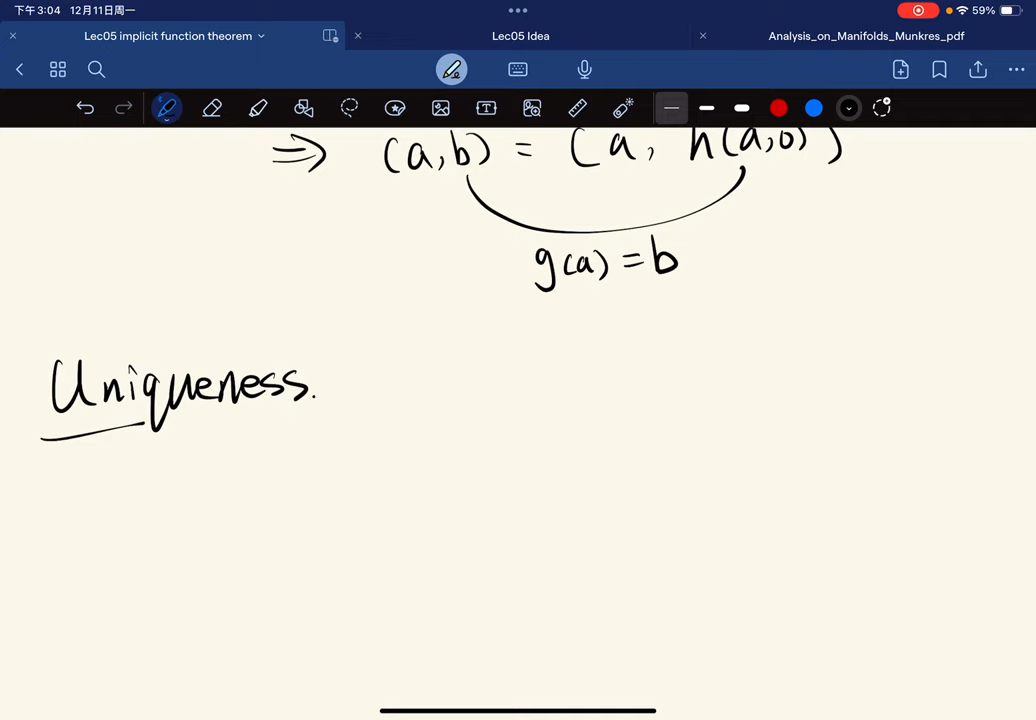 下午3:04 12月11日周一 59%
Lec05 implicit function theorem Lec05 Idea Analysis_on_Manifolds_Munkres_pdf
⇒ (a,b) = (a, h(a,0))
g(a) = b
Uniqueness.